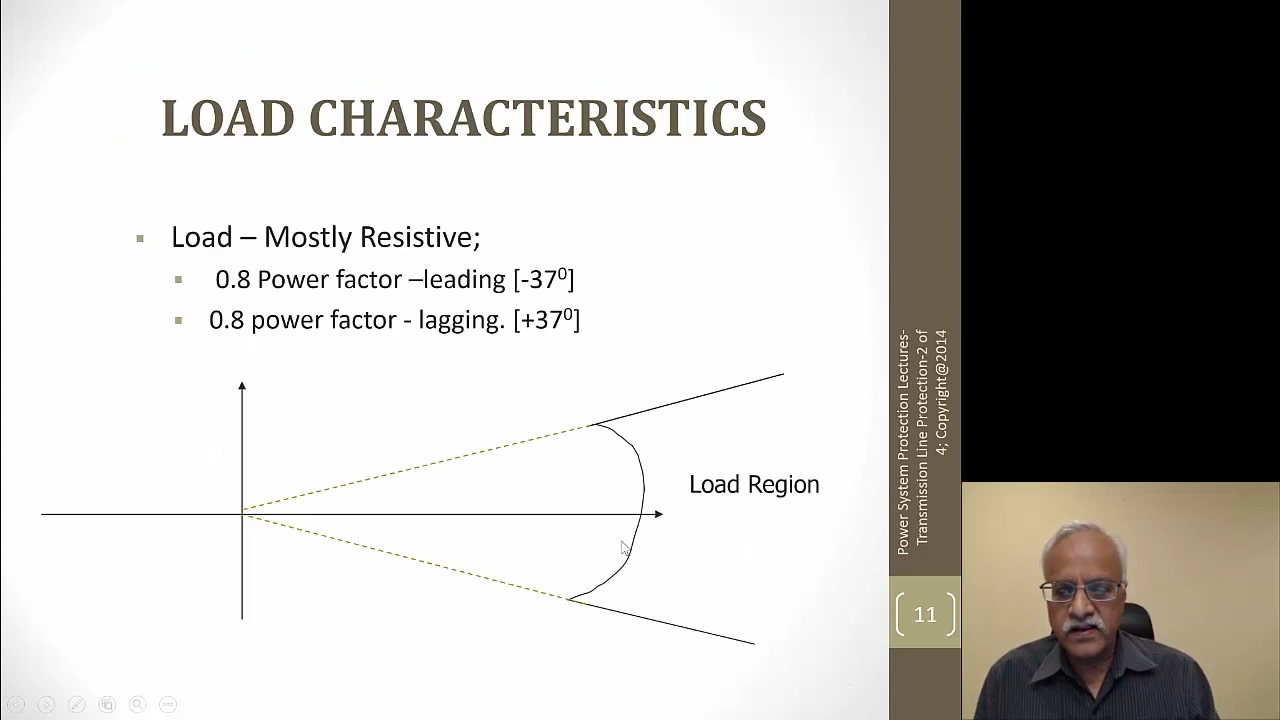 LOAD CHARACTERISTICS
Load – Mostly Resistive;
0.8 Power factor –leading [-37⁰]
0.8 power factor - lagging. [+37⁰]
Load Region
Power System Protection Lectures-
Transmission Line Protection-2 of
4; Copyright@2014
11